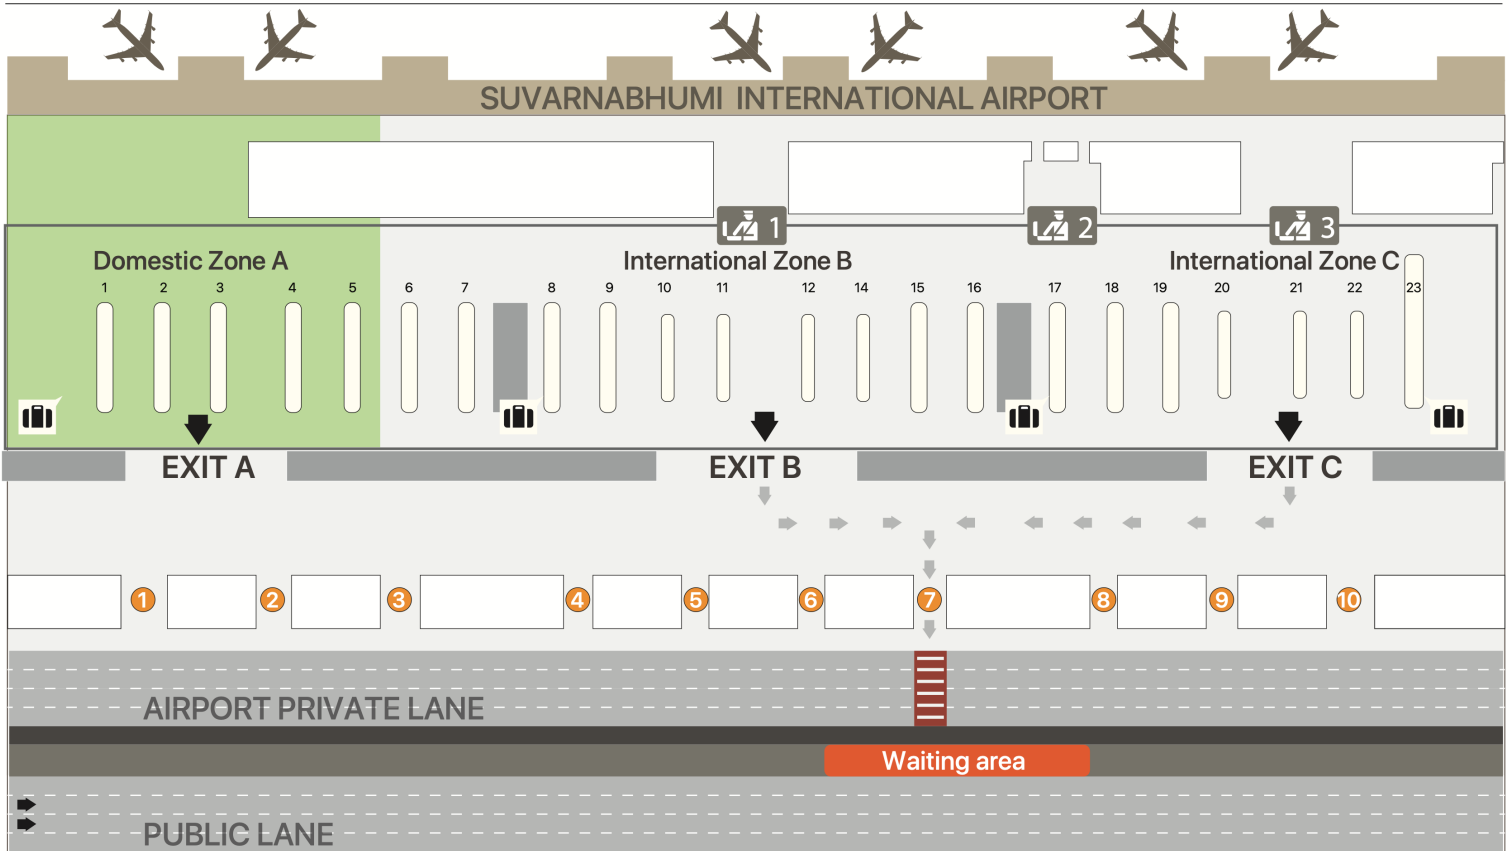 SUVARNABHUMI INTERNATIONAL AIRPORT
1 2 3
Domestic Zone A International Zone B International Zone C
1 2 3 4 5 6 7 8 9 10 11 12 14 15 16 17 18 19 20 21 22 23
EXIT A EXIT B EXIT C
1 2 3 4 5 6 7 8 9 10
AIRPORT PRIVATE LANE
Waiting area
PUBLIC LANE